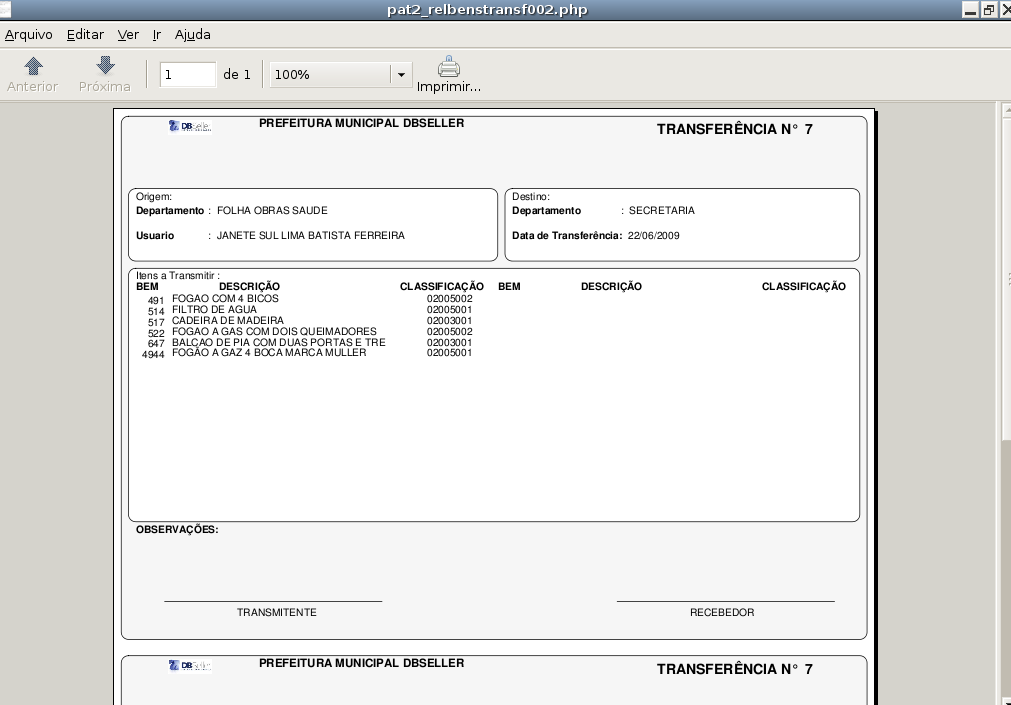 pat2_relbenstransf002.php
Arquivo Editar Ver Ir Ajuda
Anterior Próxima 1 de 1 100% Imprimir...
DB PREFEITURA MUNICIPAL DBSELLER TRANSFERÊNCIA N° 7
Origem:
Departamento : FOLHA OBRAS SAUDE
Usuario : JANETE SUL LIMA BATISTA FERREIRA
Destino:
Departamento : SECRETARIA
Data de Transferência: 22/06/2009
Itens a Transmitir :
BEM DESCRIÇÃO CLASSIFICAÇÃO BEM DESCRIÇÃO CLASSIFICAÇÃO
491 FOGAO COM 4 BICOS 02005002
514 FILTRO DE AGUA 02005001
517 CADEIRA DE MADEIRA 02003001
522 FOGAO A GAS COM DOIS QUEIMADORES 02005002
647 BALCAO DE PIA COM DUAS PORTAS E TRE 02003001
4944 FOGÃO A GAZ 4 BOCA MARCA MULLER 02005001
OBSERVAÇÕES:
TRANSMITENTE RECEBEDOR
DB PREFEITURA MUNICIPAL DBSELLER TRANSFERÊNCIA N° 7